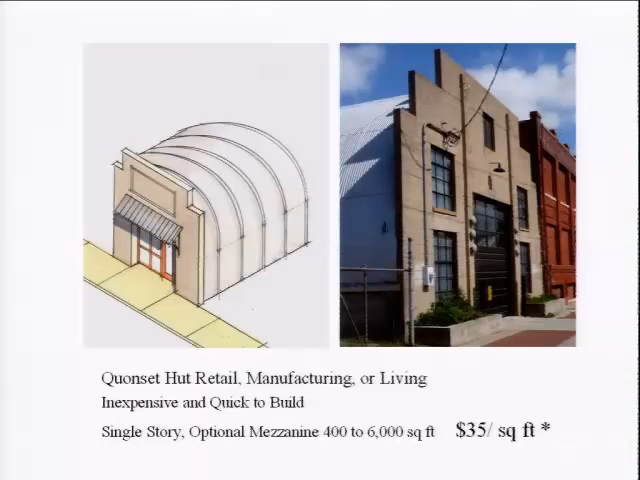 Quonset Hut Retail, Manufacturing, or Living
Inexpensive and Quick to Build
Single Story, Optional Mezzanine 400 to 6,000 sq ft $35/ sq ft *